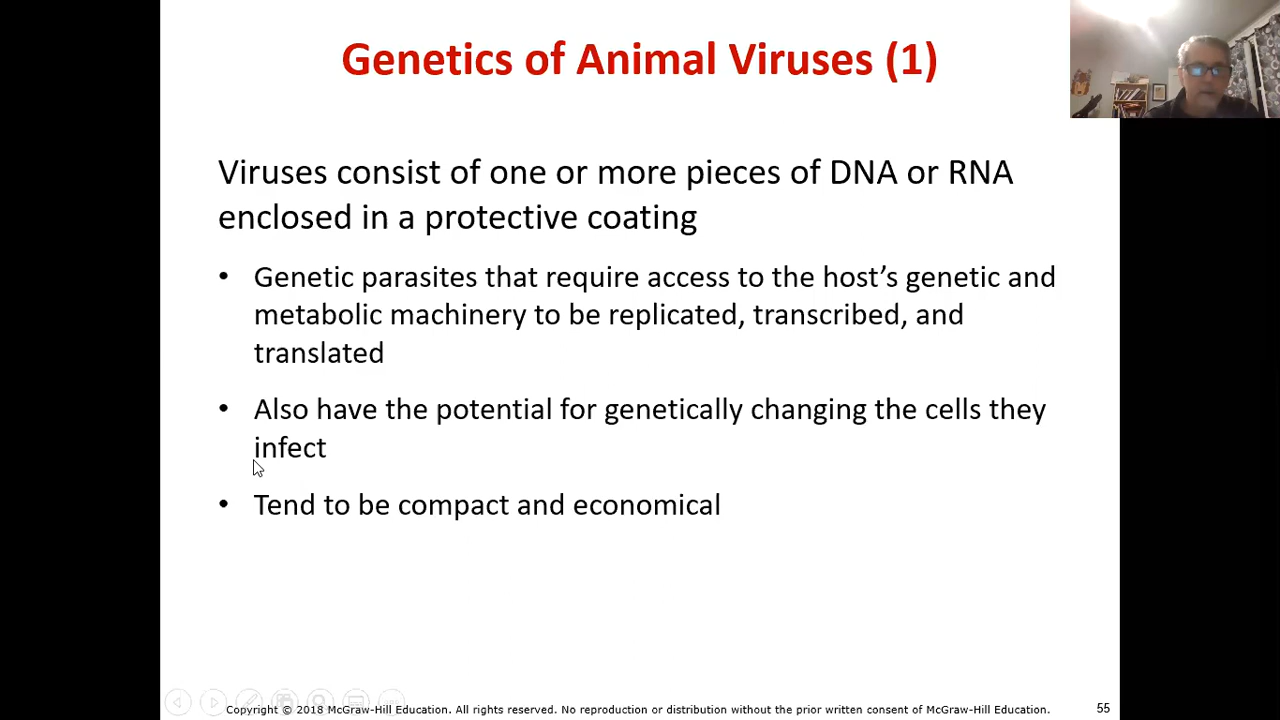 Genetics of Animal Viruses (1)
Viruses consist of one or more pieces of DNA or RNA
enclosed in a protective coating
• Genetic parasites that require access to the host’s genetic and
metabolic machinery to be replicated, transcribed, and
translated
• Also have the potential for genetically changing the cells they
infect
• Tend to be compact and economical
Copyright © 2018 McGraw-Hill Education. All rights reserved. No reproduction or distribution without the prior written consent of McGraw-Hill Education.
55